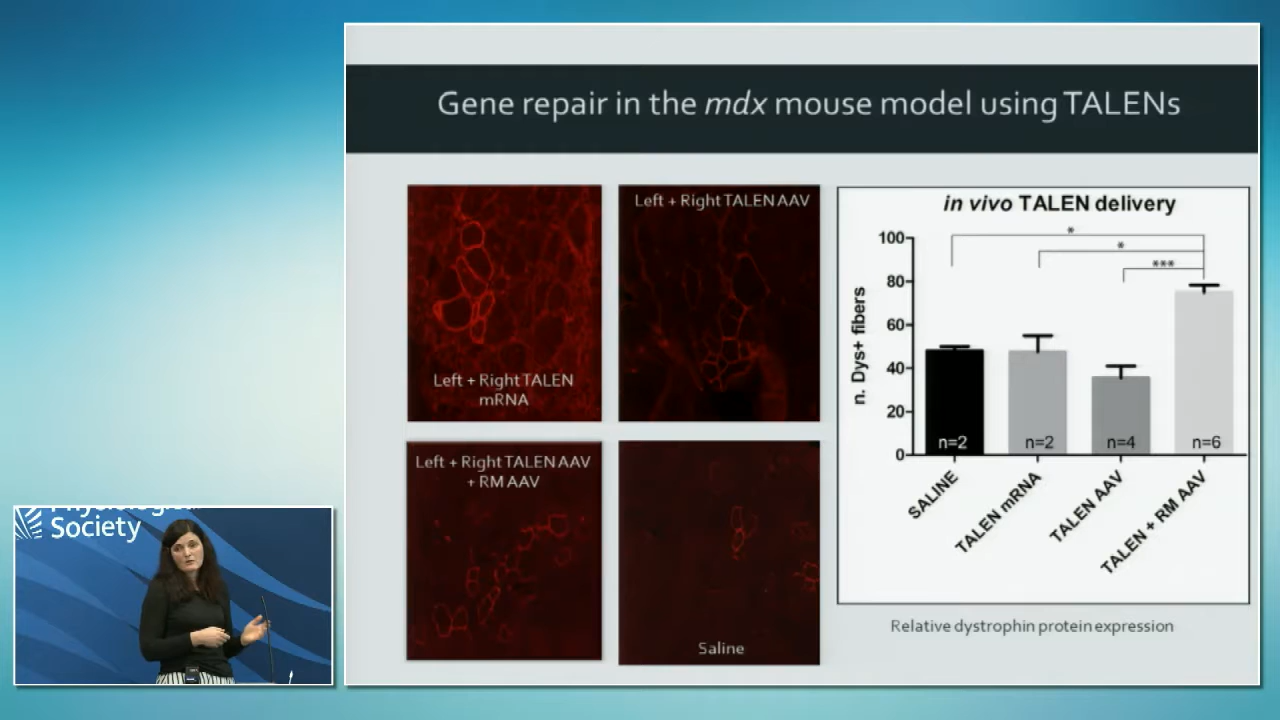 Gene repair in the mdx mouse model using TALENs
Left + Right TALEN
mRNA
Left + Right TALEN AAV
Left + Right TALEN AAV
+ RM AAV
Saline
in vivo TALEN delivery
*
*
***
n. Dys+ fibers
100
80
60
40
20
0
n=2
n=2
n=4
n=6
SALINE
TALEN mRNA
TALEN AAV
TALEN + RM AAV
Relative dystrophin protein expression
Society